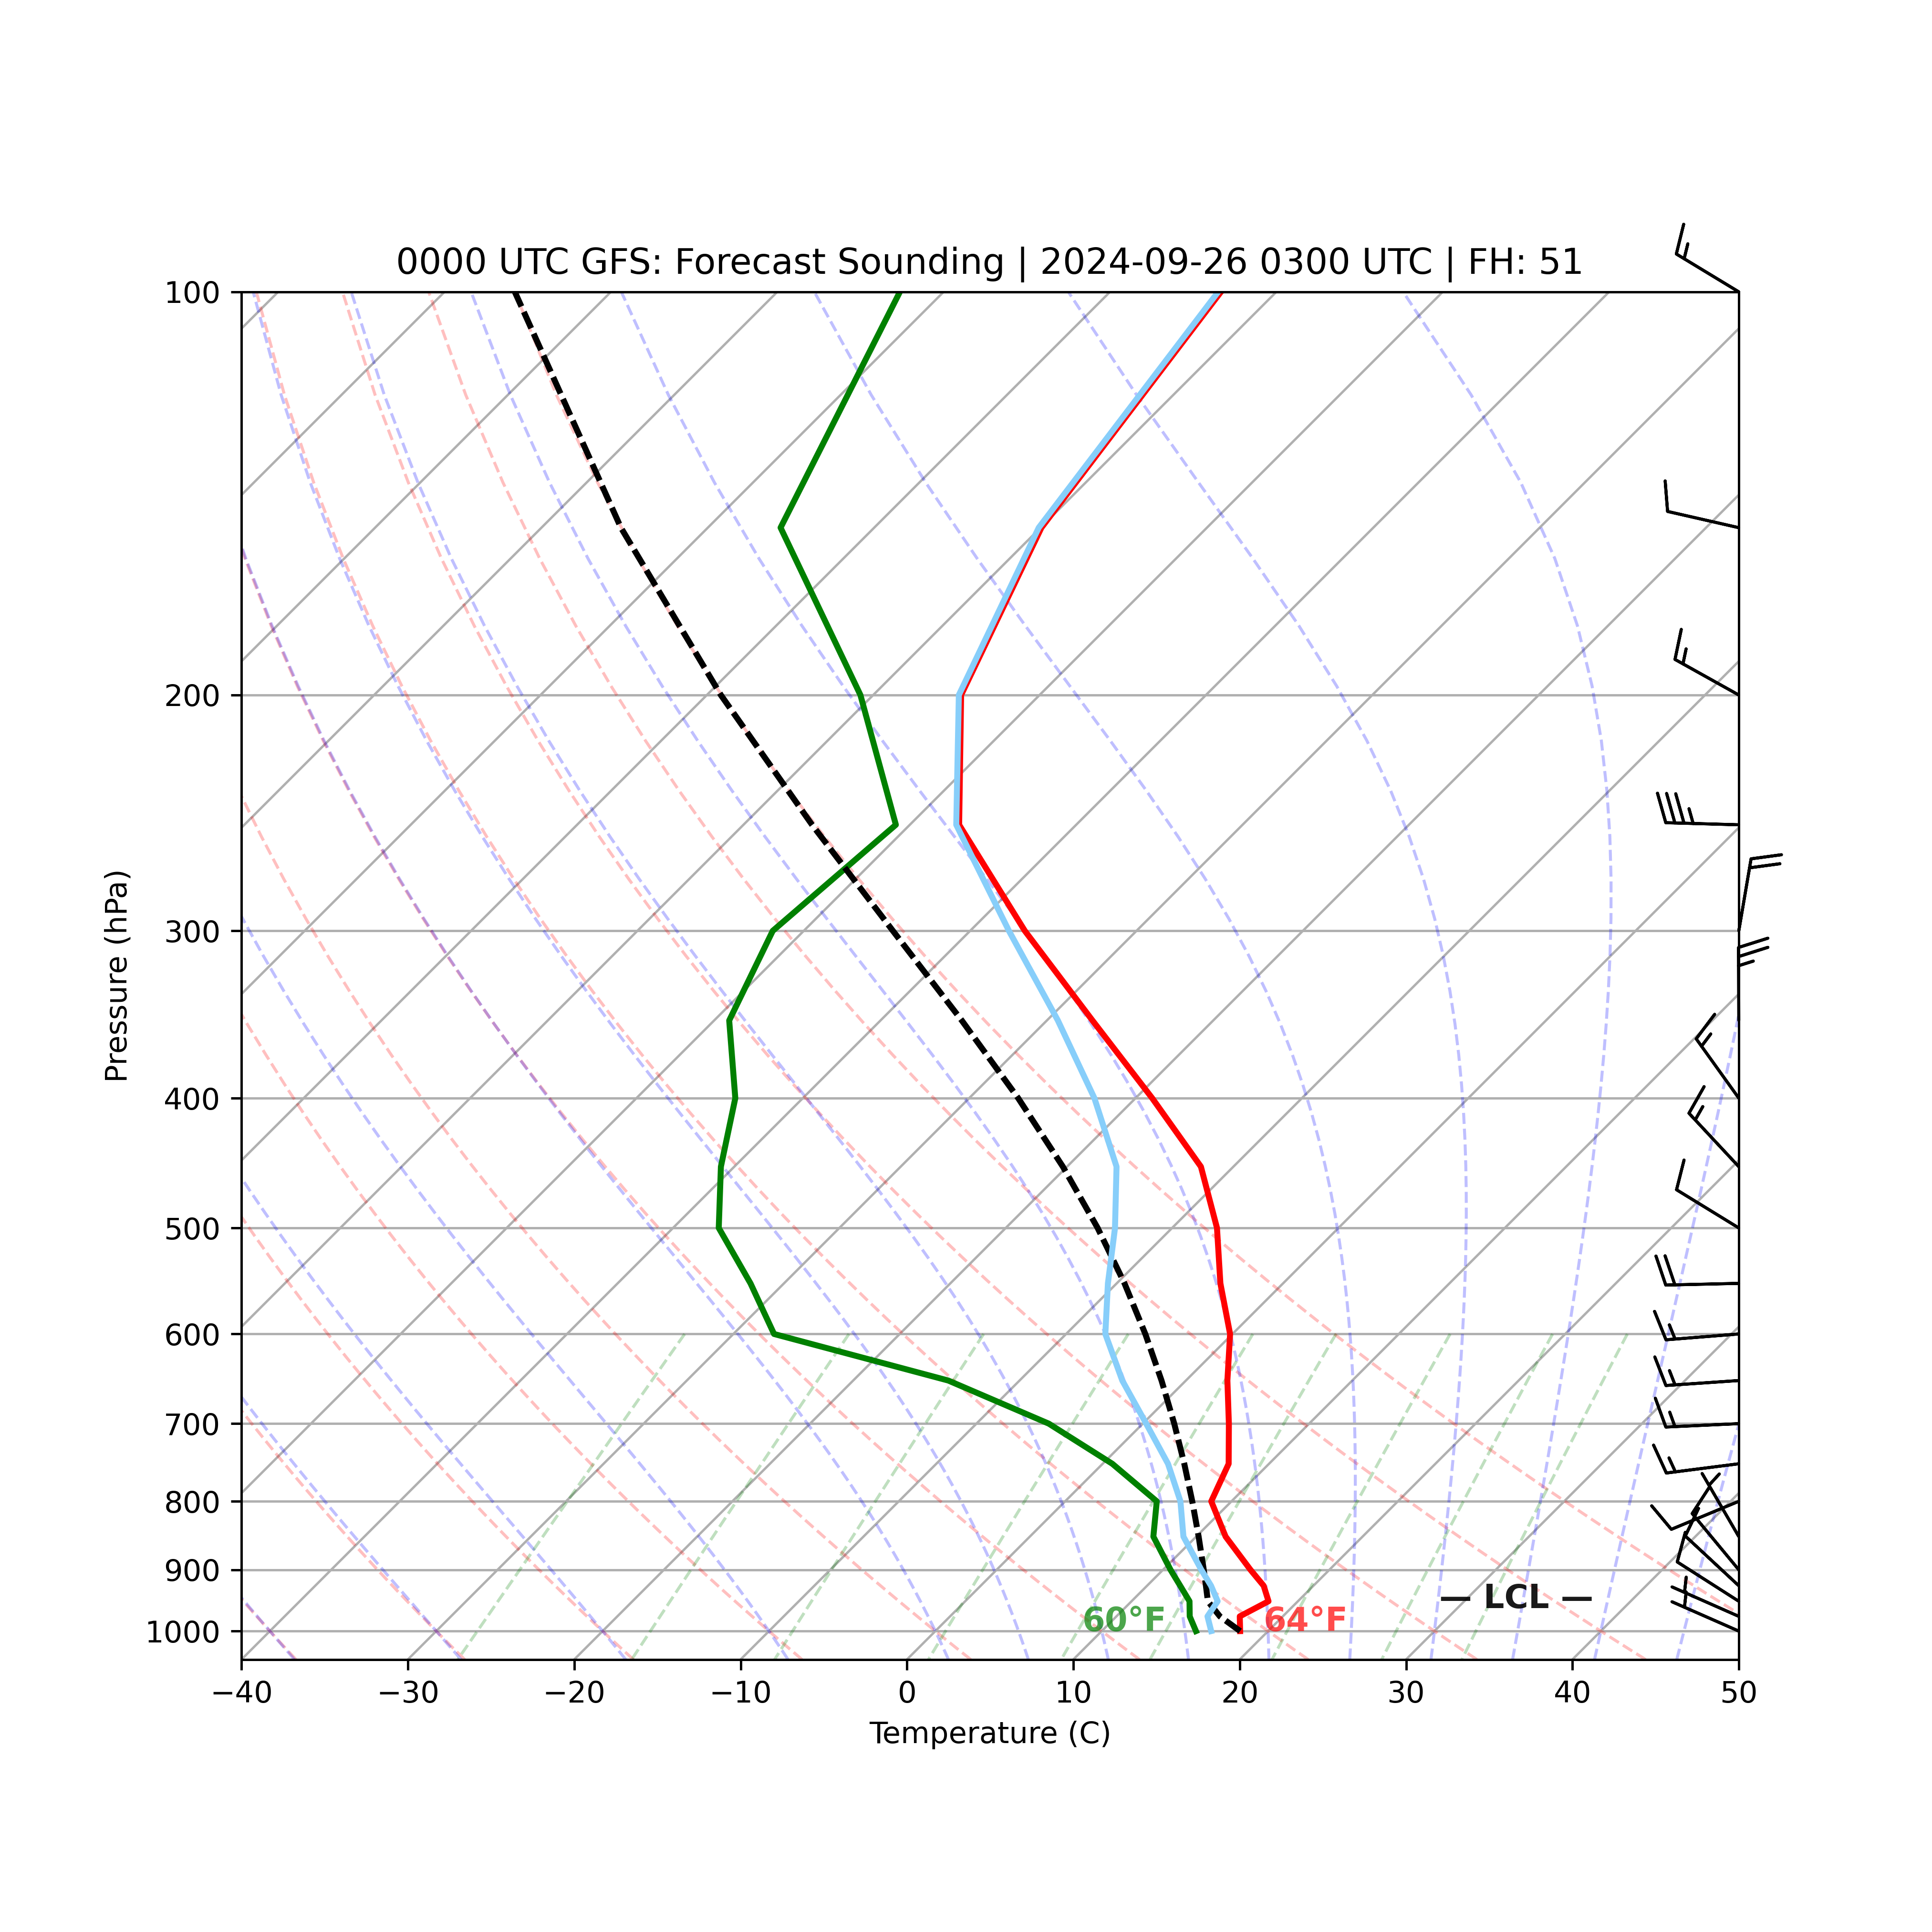 0000 UTC GFS: Forecast Sounding | 2024-09-26 0300 UTC | FH: 51
100
200
300
400
500
600
700
800
900
1000
Pressure (hPa)
— LCL —
60°F
64°F
−40 −30 −20 −10 0 10 20 30 40 50
Temperature (C)